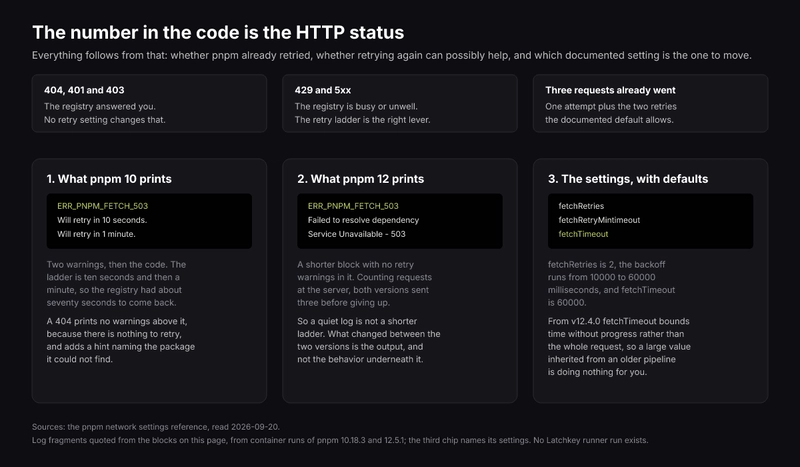 The number in the code is the HTTP status
Everything follows from that: whether pnpm already retried, whether retrying again can possibly help, and which documented setting is the one to move.
404, 401 and 403
The registry answered you.
No retry setting changes that.
429 and 5xx
The registry is busy or unwell.
The retry ladder is the right lever.
Three requests already went
One attempt plus the two retries
the documented default allows.
1. What pnpm 10 prints
ERR_PNPM_FETCH_503
Will retry in 10 seconds.
Will retry in 1 minute.
Two warnings, then the code. The
ladder is ten seconds and then a
minute, so the registry had about
seventy seconds to come back.
A 404 prints no warnings above it,
because there is nothing to retry,
and adds a hint naming the package
it could not find.
2. What pnpm 12 prints
ERR_PNPM_FETCH_503
Failed to resolve dependency
Service Unavailable - 503
A shorter block with no retry
warnings in it. Counting requests
at the server, both versions sent
three before giving up.
So a quiet log is not a shorter
ladder. What changed between the
two versions is the output, and
not the behavior underneath it.
3. The settings, with defaults
fetchRetries
fetchRetryMintimeout
fetchTimeout
fetchRetries is 2, the backoff
runs from 10000 to 60000
milliseconds, and fetchTimeout
is 60000.
From v12.4.0 fetchTimeout bounds
time without progress rather than
the whole request, so a large value
inherited from an older pipeline
is doing nothing for you.
Sources: the pnpm network settings reference, read 2026-09-20.
Log fragments quoted from the blocks on this page, from container runs of pnpm 10.18.3 and 12.5.1; the third chip names its settings. No Latchkey runner run exists.